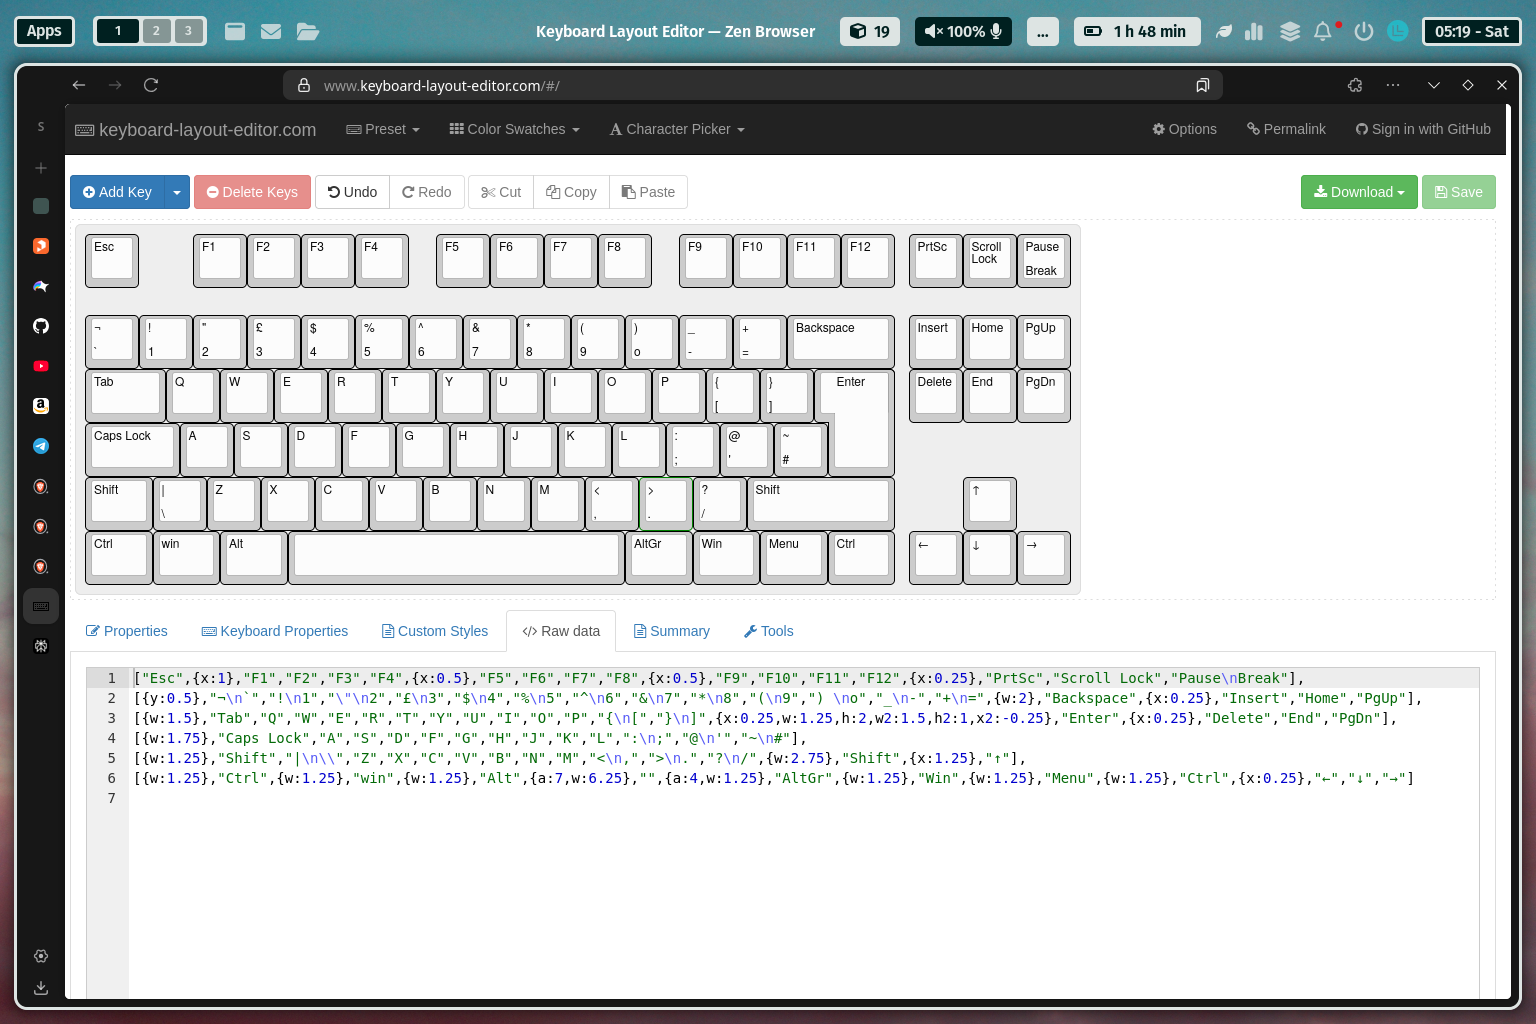 Apps 1 2 3 Keyboard Layout Editor — Zen Browser 19 100% ... 1 h 48 min 05:19 - Sat
www.keyboard-layout-editor.com/#/
S
keyboard-layout-editor.com Preset Color Swatches Character Picker Options Permalink Sign in with GitHub
Add Key Delete Keys Undo Redo Cut Copy Paste Download Save
Esc F1 F2 F3 F4 F5 F6 F7 F8 F9 F10 F11 F12 PrtSc Scroll Pause
Lock
Break
¬ ! " £ $ % ^ & * ( ) _ + Backspace Insert Home PgUp
` 1 2 3 4 5 6 7 8 9 o - =
Tab Q W E R T Y U I O P { } Enter Delete End PgDn
[ ]
Caps Lock A S D F G H J K L : @ ~
; ' #
Shift | Z X C V B N M < > ? Shift ↑
\ , . /
Ctrl win Alt AltGr Win Menu Ctrl ← ↓ →
Properties Keyboard Properties Custom Styles </> Raw data Summary Tools
1 ["Esc",{x:1},"F1","F2","F3","F4",{x:0.5},"F5","F6","F7","F8",{x:0.5},"F9","F10","F11","F12",{x:0.25},"PrtSc","Scroll Lock","Pause\nBreak"],
2 [{y:0.5},"¬\n`","!\n1","\"\n2","£\n3","$\n4","%\n5","^\n6","&\n7","*\n8","(\n9",") \no","_\n-","+\n=",{w:2},"Backspace",{x:0.25},"Insert","Home","PgUp"],
3 [{w:1.5},"Tab","Q","W","E","R","T","Y","U","I","O","P","{\n[","}\n]",{x:0.25,w:1.25,h:2,w2:1.5,h2:1,x2:-0.25},"Enter",{x:0.25},"Delete","End","PgDn"],
4 [{w:1.75},"Caps Lock","A","S","D","F","G","H","J","K","L",":\n;","@\n'","~\n#"],
5 [{w:1.25},"Shift","|\n\\","Z","X","C","V","B","N","M","<\n,",">\n.","?\n/",{w:2.75},"Shift",{x:1.25},"↑"],
6 [{w:1.25},"Ctrl",{w:1.25},"win",{w:1.25},"Alt",{a:7,w:6.25},"",{a:4,w:1.25},"AltGr",{w:1.25},"Win",{w:1.25},"Menu",{w:1.25},"Ctrl",{x:0.25},"←","↓","→"]
7